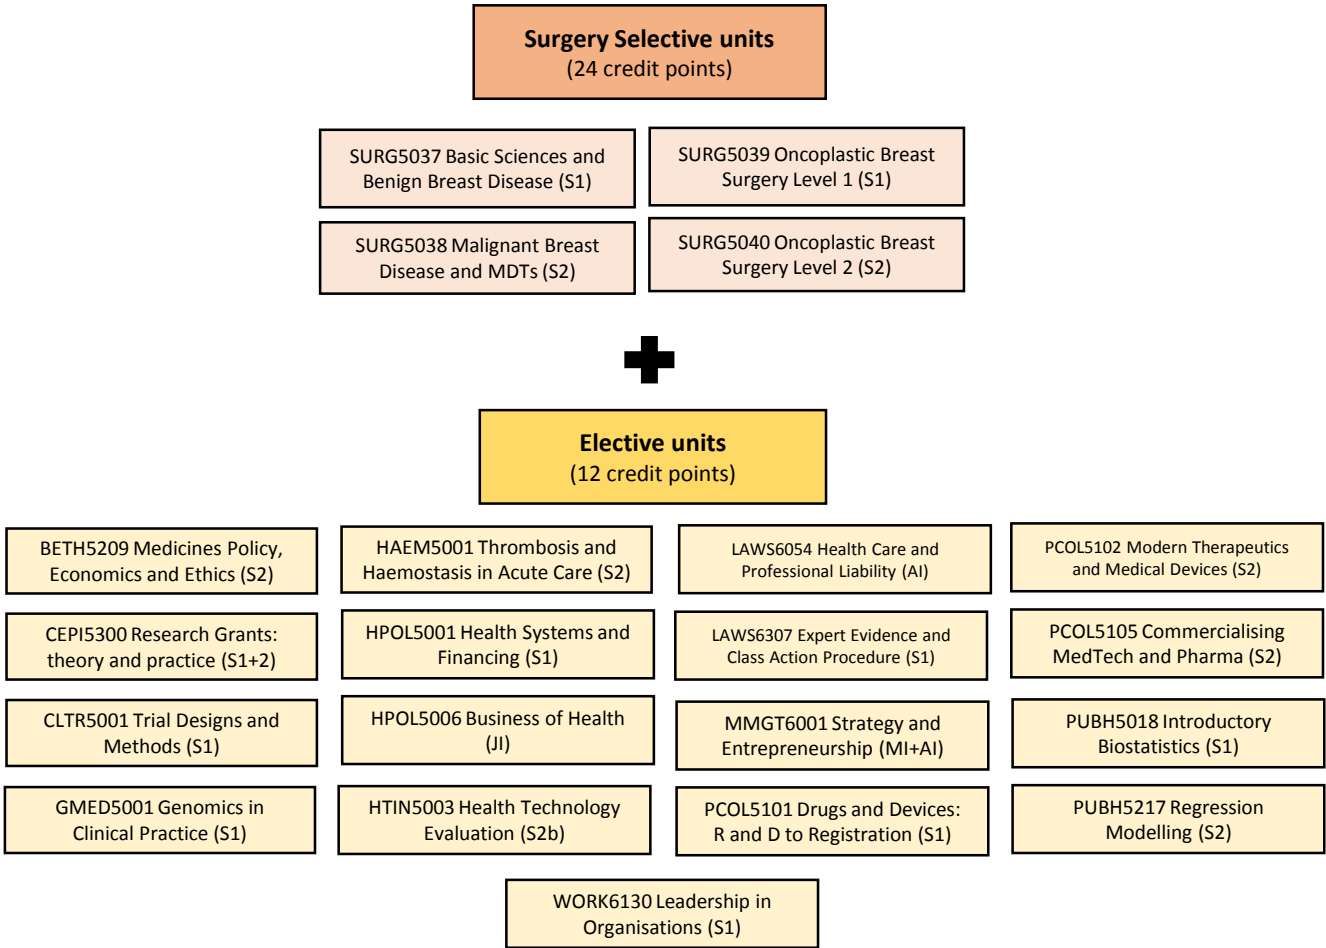 Surgery Selective units
(24 credit points)
SURG5037 Basic Sciences and
Benign Breast Disease (S1)
SURG5039 Oncoplastic Breast
Surgery Level 1 (S1)
SURG5038 Malignant Breast
Disease and MDTs (S2)
SURG5040 Oncoplastic Breast
Surgery Level 2 (S2)
Elective units
(12 credit points)
BETH5209 Medicines Policy,
Economics and Ethics (S2)
HAEM5001 Thrombosis and
Haemostasis in Acute Care (S2)
LAWS6054 Health Care and
Professional Liability (AI)
PCOL5102 Modern Therapeutics
and Medical Devices (S2)
CEPI5300 Research Grants:
theory and practice (S1+2)
HPOL5001 Health Systems and
Financing (S1)
LAWS6307 Expert Evidence and
Class Action Procedure (S1)
PCOL5105 Commercialising
MedTech and Pharma (S2)
CLTR5001 Trial Designs and
Methods (S1)
HPOL5006 Business of Health
(JI)
MMGT6001 Strategy and
Entrepreneurship (MI+AI)
PUBH5018 Introductory
Biostatistics (S1)
GMED5001 Genomics in
Clinical Practice (S1)
HTIN5003 Health Technology
Evaluation (S2b)
PCOL5101 Drugs and Devices:
R and D to Registration (S1)
PUBH5217 Regression
Modelling (S2)
WORK6130 Leadership in
Organisations (S1)